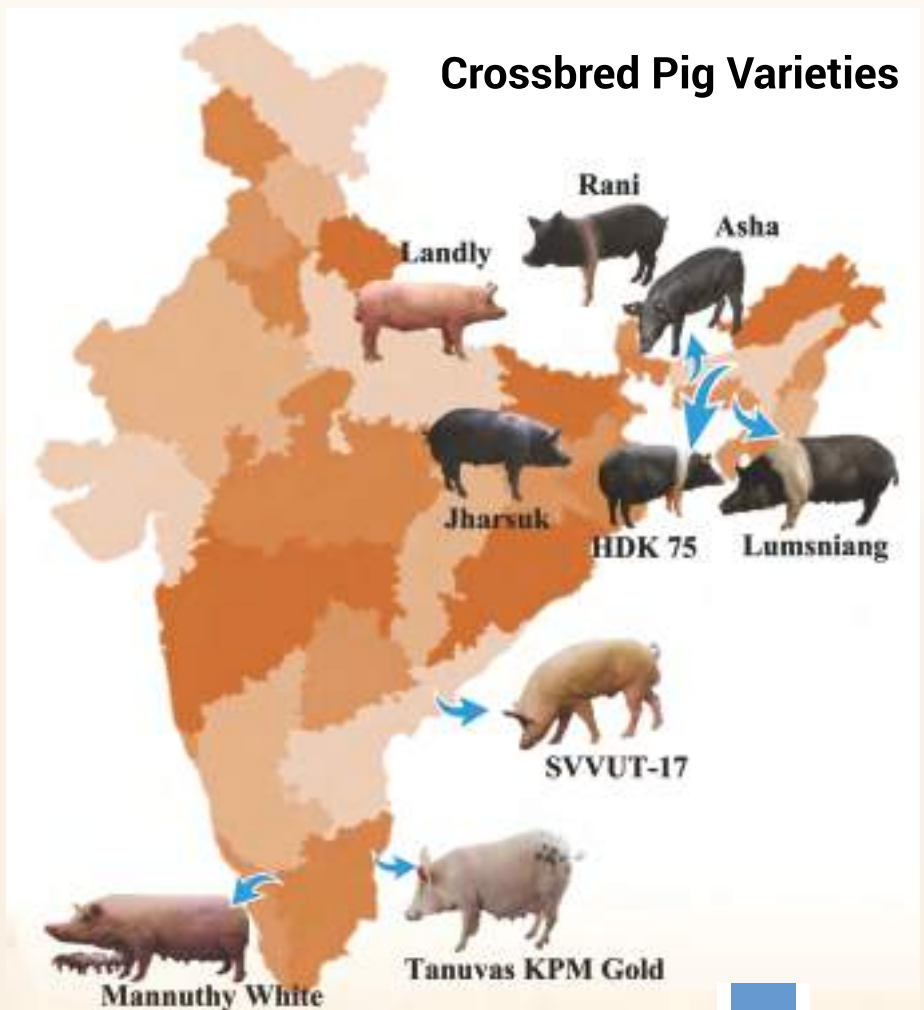 Crossbred Pig Varieties
Rani
Asha
Landly
Jharsuk
HDK 75
Lumsniang
SVVUT-17
Tanuvas KPM Gold
Mannuthy White